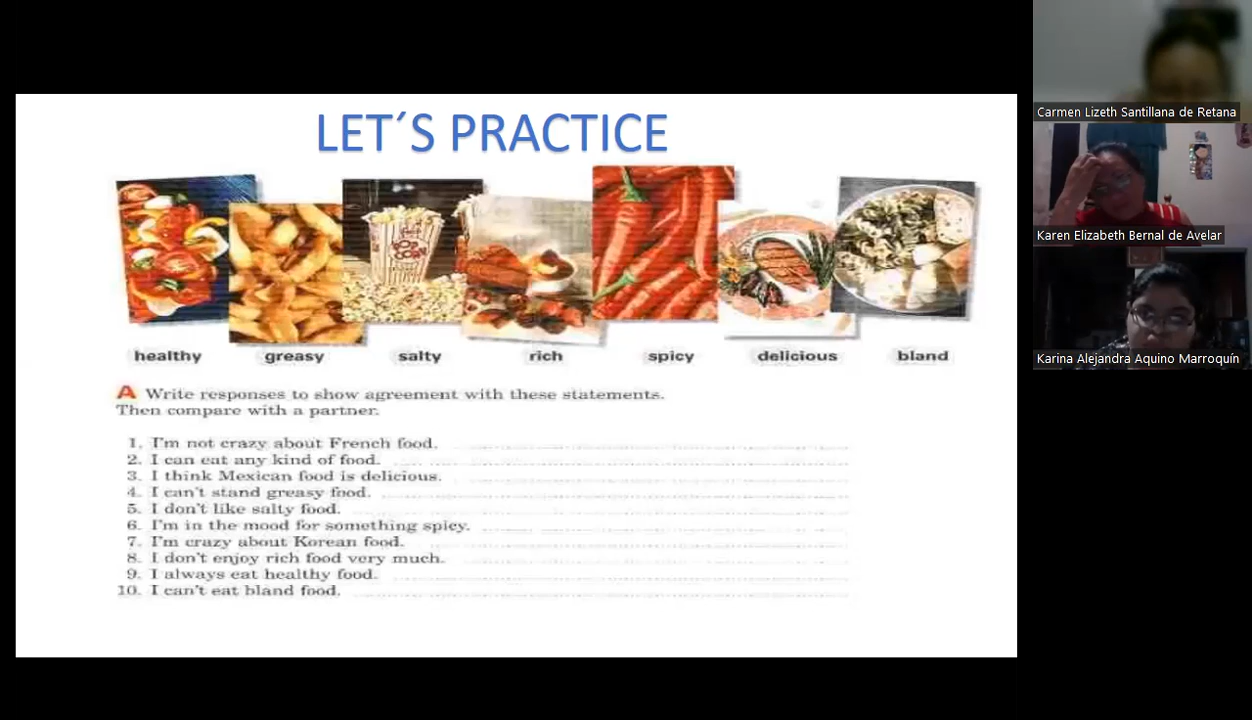 LET´S PRACTICE
healthy greasy salty rich spicy delicious bland
A Write responses to show agreement with these statements.
Then compare with a partner.
1. I'm not crazy about French food.
2. I can eat any kind of food.
3. I think Mexican food is delicious.
4. I can't stand greasy food.
5. I don't like salty food.
6. I'm in the mood for something spicy.
7. I'm crazy about Korean food.
8. I don't enjoy rich food very much.
9. I always eat healthy food.
10. I can't eat bland food.
POP CORN
Carmen Lizeth Santillana de Retana
Karen Elizabeth Bernal de Avelar
Karina Alejandra Aquino Marroquín